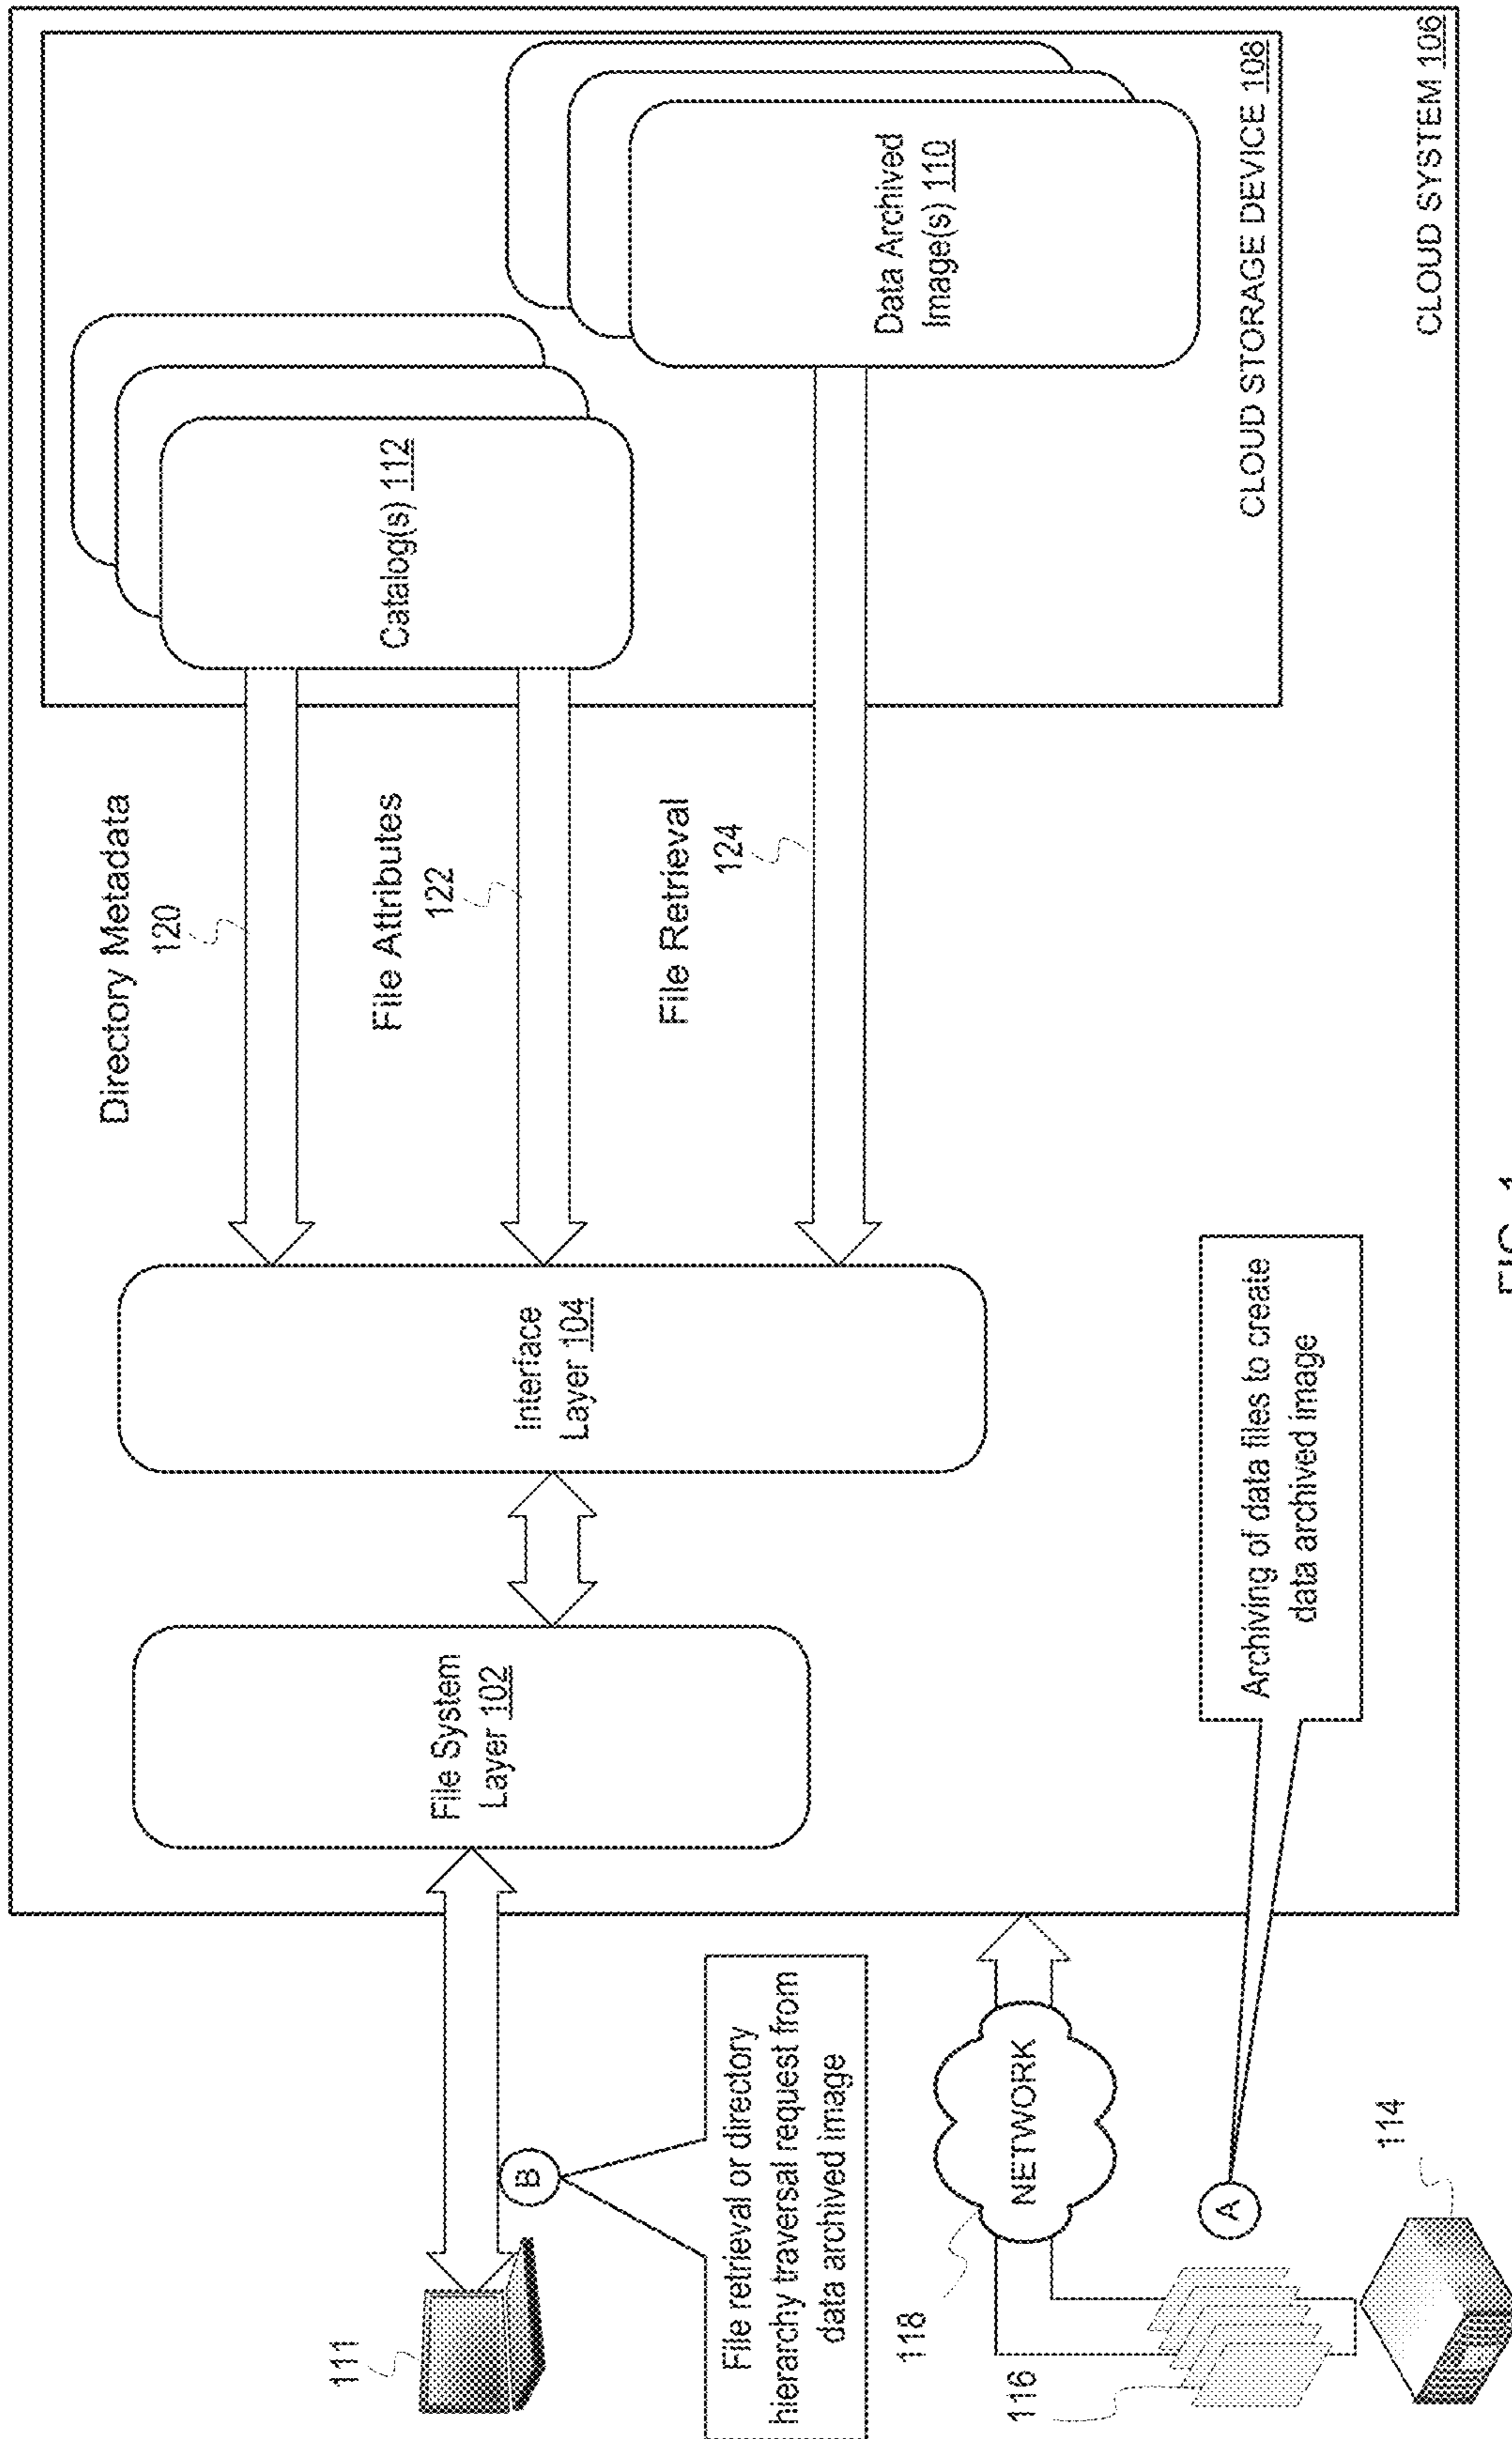 111
B
File retrieval or directory
hierarchy traversal request from
data archived image
118
NETWORK
116
A
114
File System
Layer 102
Interface
Layer 104
Archiving of data files to create
data archived image
Directory Metadata
120
File Attributes
122
File Retrieval
124
Catalog(s) 112
Data Archived
Image(s) 110
CLOUD STORAGE DEVICE 108
CLOUD SYSTEM 106